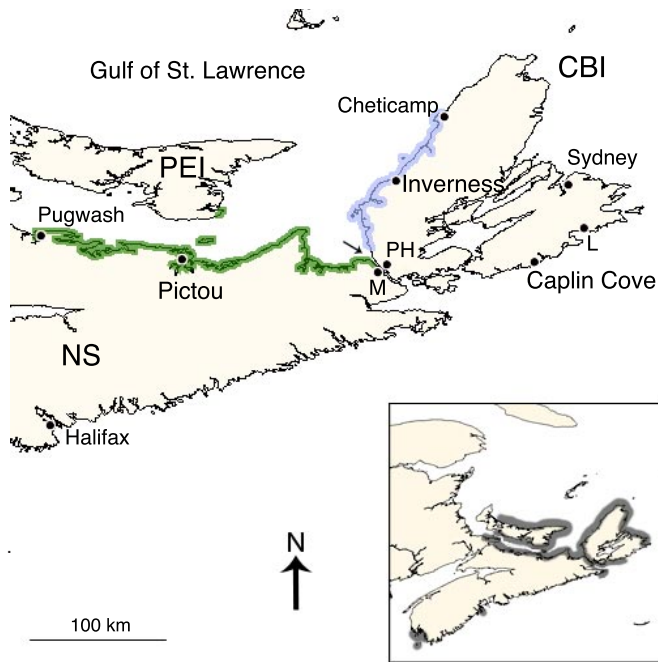 CBI
Gulf of St. Lawrence
Cheticamp
PEI
Sydney
Inverness
Pugwash
L
PH
Pictou
M
Caplin Cove
NS
Halifax
N
100 km